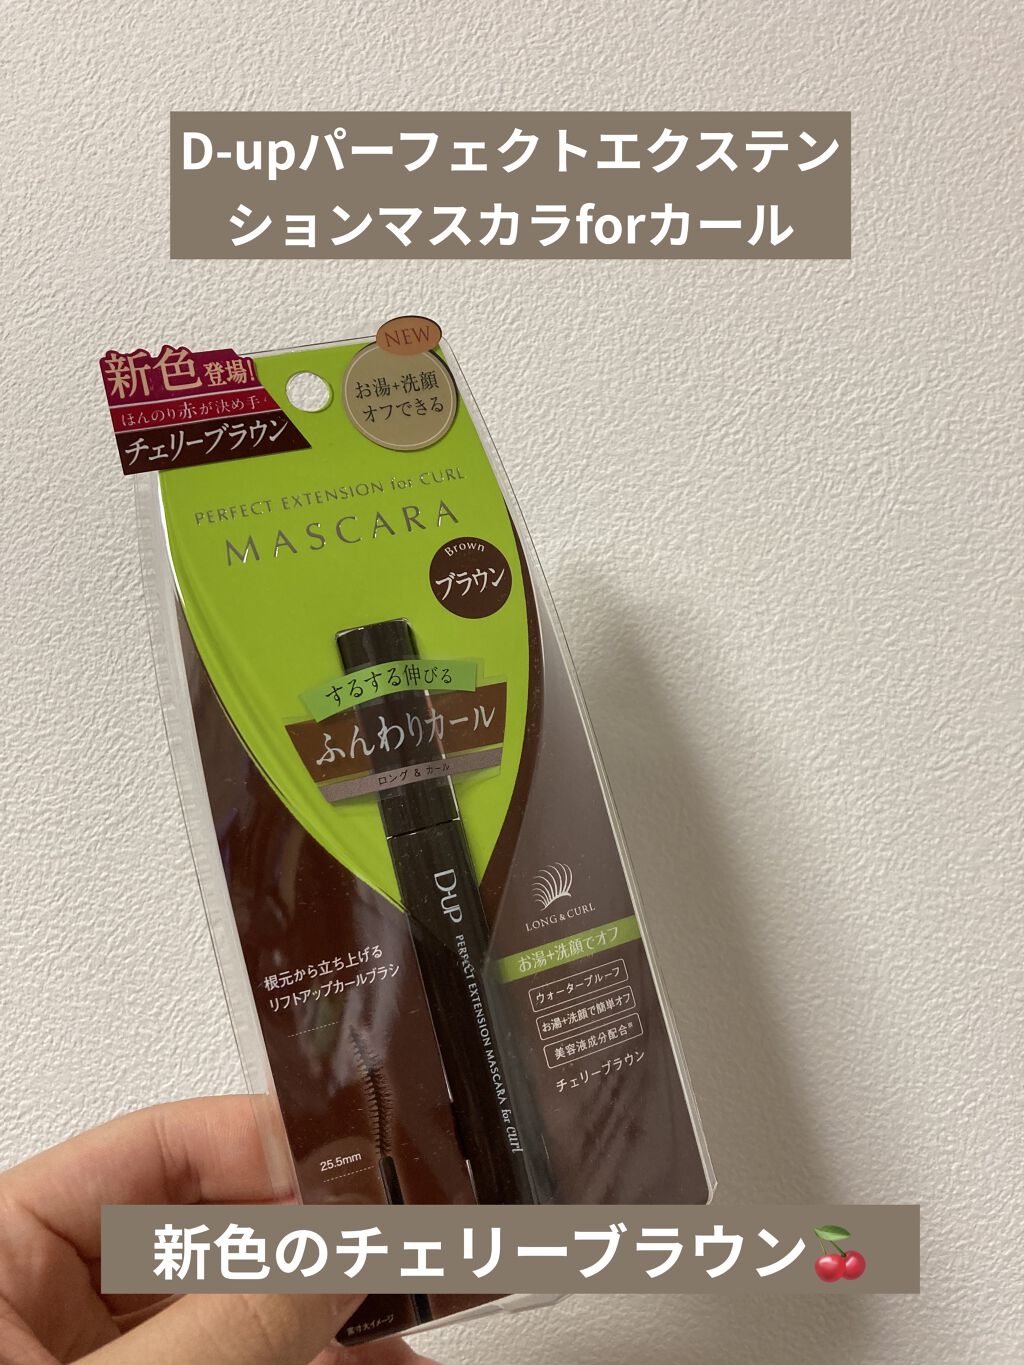 D-upパーフェクトエクステン
ションマスカラforカール
NEW
お湯+洗顔
オフできる
新色登場!
ほんのり赤が決め手!
チェリーブラウン
PERFECT EXTENSION for CURL
MASCARA
Brown
ブラウン
するする伸びる
ふんわりカール
ロング & カール
D-UP
PERFECT EXTENSION MASCARA for curl
LONG & CURL
お湯+洗顔でオフ
ウォータープルーフ
お湯+洗顔で簡単オフ
美容液成分配合※
チェリーブラウン
根元から立ち上げる
リフトアップカールブラシ
25.5mm
新色のチェリーブラウン🍒
実寸大イメージ